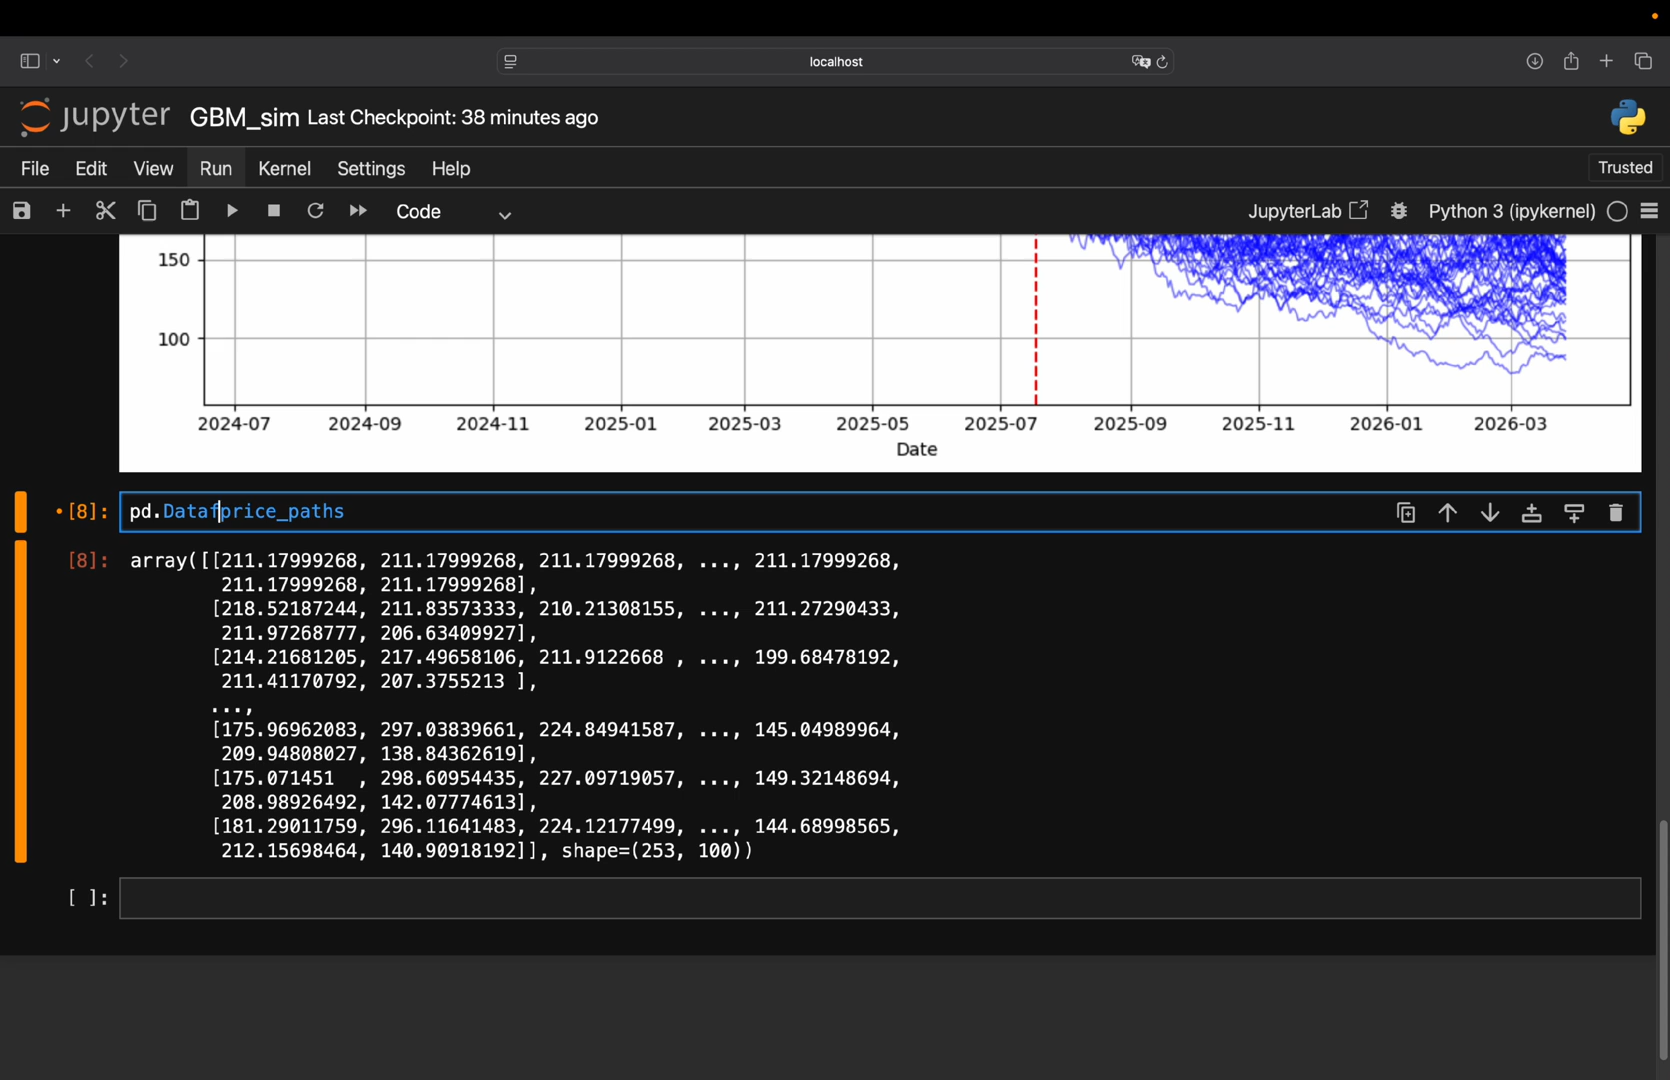 localhost
jupyter GBM_sim Last Checkpoint: 38 minutes ago
File Edit View Run Kernel Settings Help Trusted
Code JupyterLab Python 3 (ipykernel)
150
100
2024-07 2024-09 2024-11 2025-01 2025-03 2025-05 2025-07 2025-09 2025-11 2026-01 2026-03
Date
•[8]: pd.Datafprice_paths
[8]: array([[211.17999268, 211.17999268, 211.17999268, ..., 211.17999268,
211.17999268, 211.17999268],
[218.52187244, 211.83573333, 210.21308155, ..., 211.27290433,
211.97268777, 206.63409927],
[214.21681205, 217.49658106, 211.9122668 , ..., 199.68478192,
211.41170792, 207.3755213 ],
...,
[175.96962083, 297.03839661, 224.84941587, ..., 145.04989964,
209.94808027, 138.84362619],
[175.071451  , 298.60954435, 227.09719057, ..., 149.32148694,
208.98926492, 142.07774613],
[181.29011759, 296.11641483, 224.12177499, ..., 144.68998565,
212.15698464, 140.90918192]], shape=(253, 100))
[ ]: